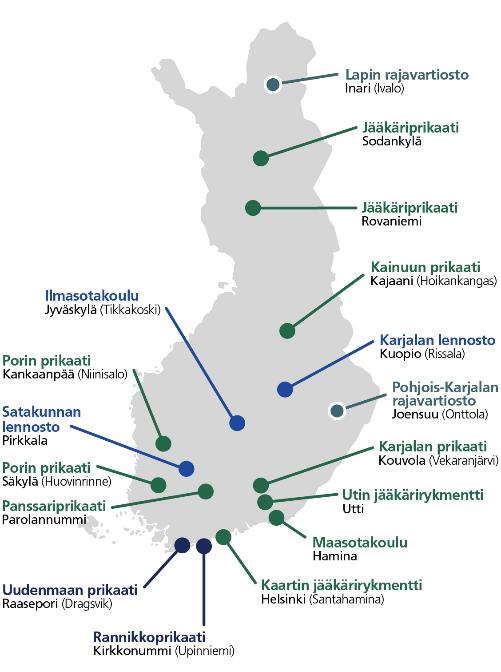 Lapin rajavartiosto
Inari (Ivalo)
Jääkäriprikaati
Sodankylä
Jääkäriprikaati
Rovaniemi
Kainuun prikaati
Kajaani (Hoikankangas)
Ilmasotakoulu
Jyväskylä (Tikkakoski)
Karjalan lennosto
Kuopio (Rissala)
Porin prikaati
Kankaanpää (Niinisalo)
Pohjois-Karjalan
rajavartiosto
Joensuu (Onttola)
Satakunnan
lennosto
Pirkkala
Karjalan prikaati
Kouvola (Vekaranjärvi)
Porin prikaati
Säkylä (Huovinrinne)
Utin jääkärirykmentti
Utti
Panssariprikaati
Parolannummi
Maasotakoulu
Hamina
Kaartin jääkärirykmentti
Helsinki (Santahamina)
Uudenmaan prikaati
Raasepori (Dragsvik)
Rannikkoprikaati
Kirkkonummi (Upinniemi)